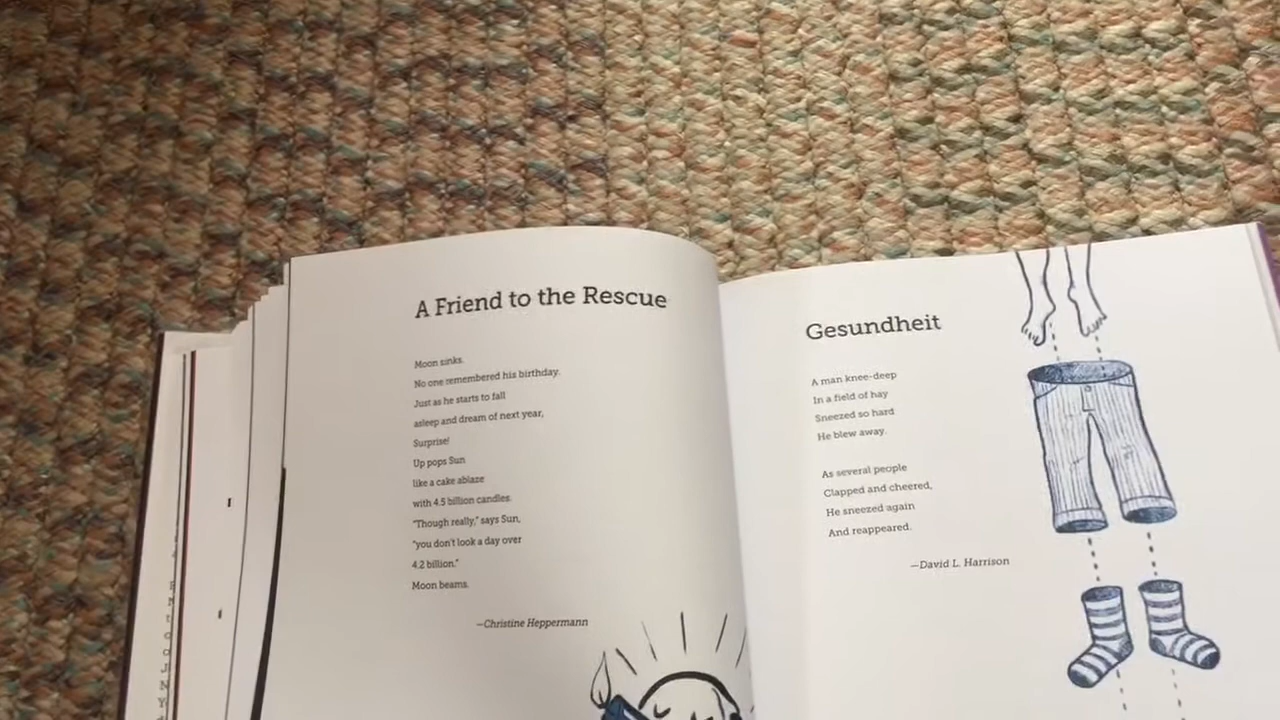 A Friend to the Rescue
Moon sinks.
No one remembered his birthday.
Just as he starts to fall
asleep and dream of next year,
Surprise!
Up pops Sun
like a cake ablaze
with 4.5 billion candles.
"Though really," says Sun,
"you don't look a day over
4.2 billion."
Moon beams.
—Christine Heppermann
Gesundheit
A man knee-deep
In a field of hay
Sneezed so hard
He blew away.
As several people
Clapped and cheered,
He sneezed again
And reappeared.
—David L. Harrison